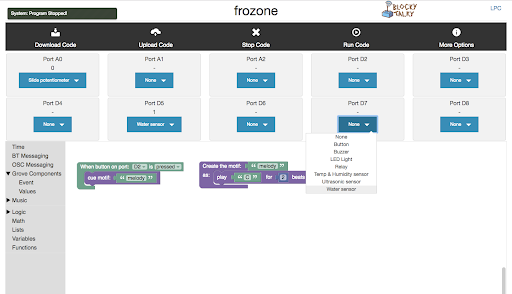 System: Program Stopped!
frozone
BLOCKY
TALKY
LPC
Download Code
Upload Code
Stop Code
Run Code
More Options
Port A0
Port A1
Port A2
Port D2
Port D3
0
-
-
-
-
Slide potentiometer
None
None
None
None
Port D4
Port D5
Port D6
Port D7
Port D8
-
1
-
-
-
None
Water sensor
None
None
None
None
Button
Buzzer
LED Light
Relay
Temp & Humidity sensor
Ultrasonic sensor
Water sensor
Time
BT Messaging
OSC Messaging
Grove Components
Event
Values
Music
Logic
Math
Lists
Variables
Functions
When button on port: D2 is pressed
cue motif: “ melody ”
Create the motif: “ melody ”
as: play “ C ” for 2 beats